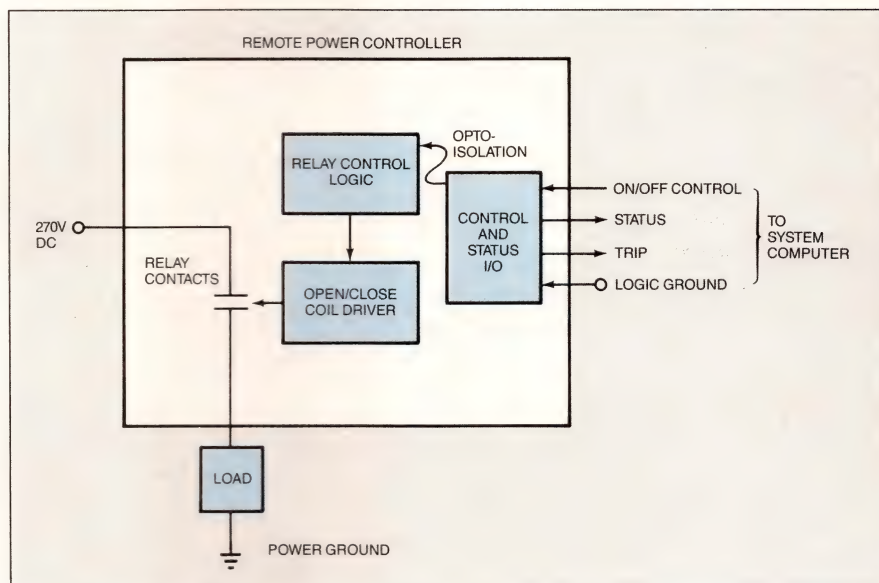 REMOTE POWER CONTROLLER
OPTO-
ISOLATION
RELAY CONTROL
LOGIC
CONTROL
AND
STATUS
I/O
ON/OFF CONTROL
STATUS
TRIP
LOGIC GROUND
TO
SYSTEM
COMPUTER
270V
DC
RELAY
CONTACTS
OPEN/CLOSE
COIL DRIVER
LOAD
POWER GROUND